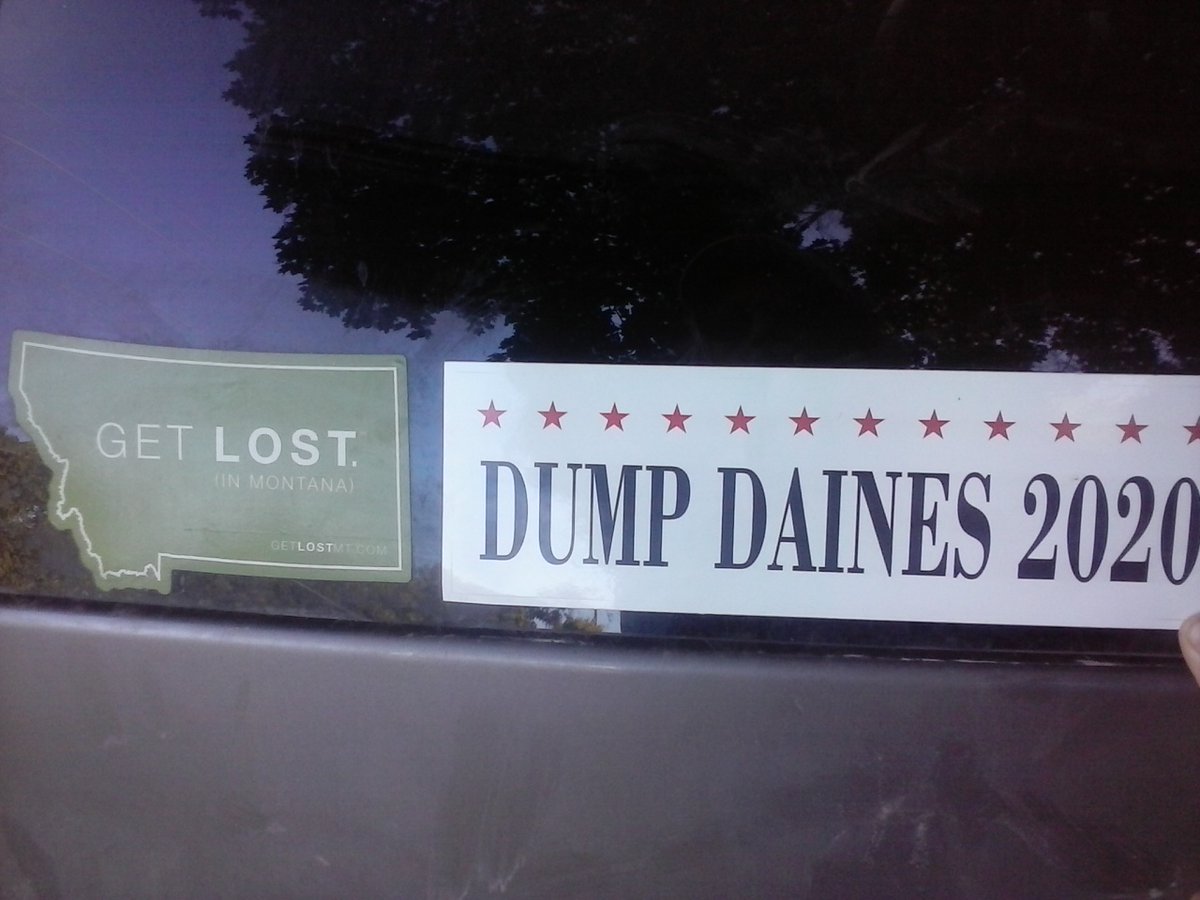 GET LOST.
(IN MONTANA)
GETLOSTMT.COM
DUMP DAINES 2020